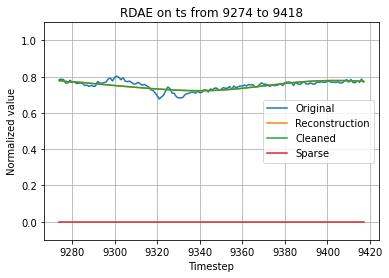 RDAE on ts from 9274 to 9418
Normalized value
1.0
0.8
0.6
0.4
0.2
0.0
Original
Reconstruction
Cleaned
Sparse
9280 9300 9320 9340 9360 9380 9400 9420
Timestep